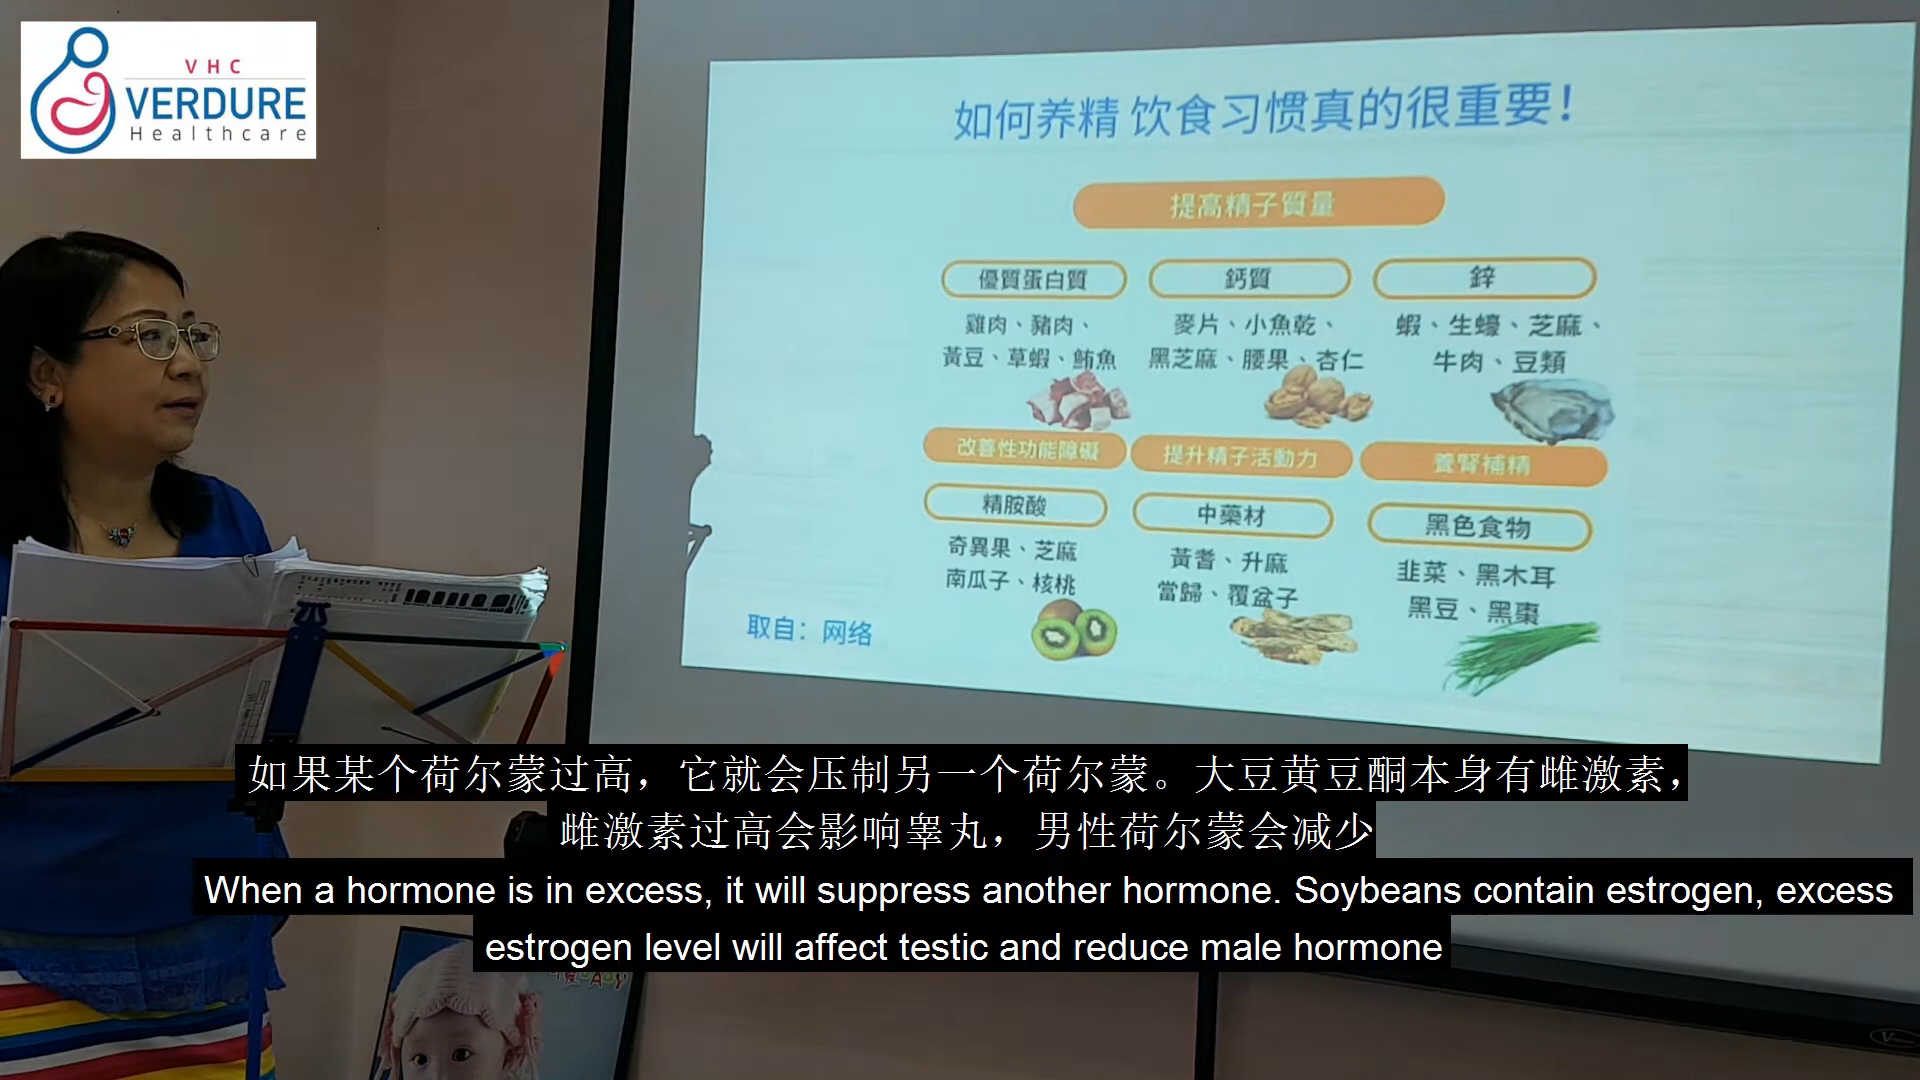 VHC
VERDURE
Healthcare
如何养精 饮食习惯真的很重要！
提高精子質量
優質蛋白質
雞肉、豬肉、
黃豆、草蝦、鮪魚
鈣質
麥片、小魚乾、
黑芝麻、腰果、杏仁
鋅
蝦、生蠔、芝麻、
牛肉、豆類
改善性功能障礙
提升精子活動力
養腎補精
精胺酸
奇異果、芝麻
南瓜子、核桃
中藥材
黃耆、升麻
當歸、覆盆子
黑色食物
韭菜、黑木耳
黑豆、黑棗
取自：网络
如果某个荷尔蒙过高，它就会压制另一个荷尔蒙。大豆黄豆酮本身有雌激素，
雌激素过高会影响睾丸，男性荷尔蒙会减少
When a hormone is in excess, it will suppress another hormone. Soybeans contain estrogen, excess
estrogen level will affect testic and reduce male hormone